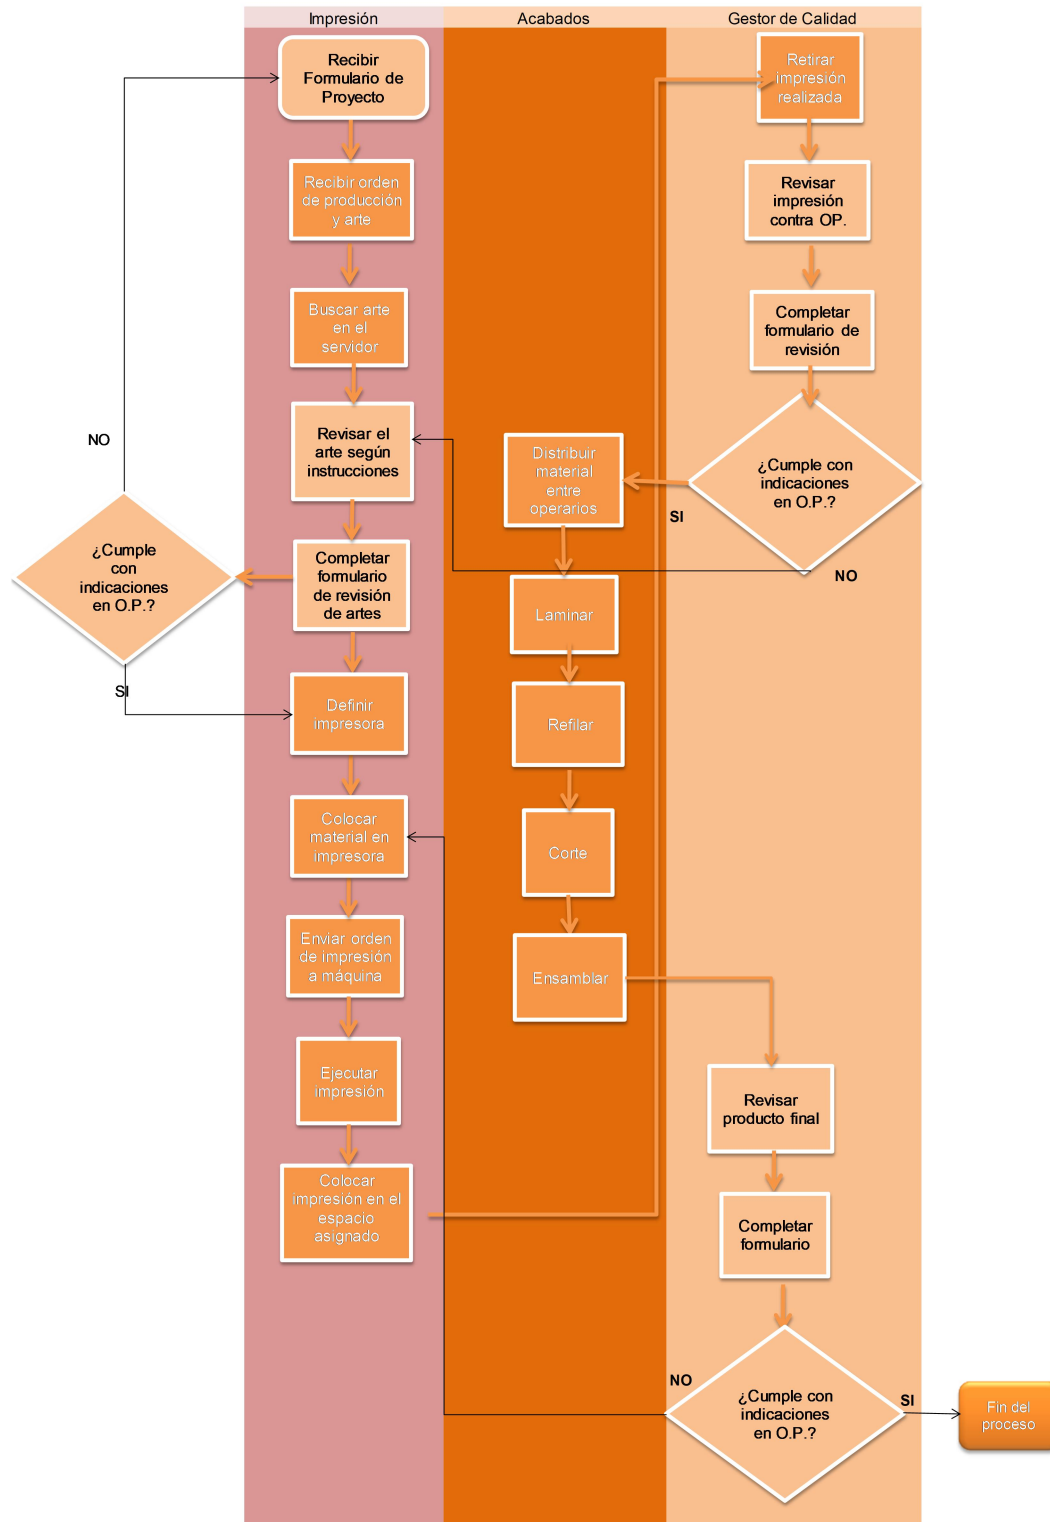 Impresión
Acabados
Gestor de Calidad
Recibir
Formulario de
Proyecto
Recibir orden
de producción
y arte
Buscar arte
en el
servidor
Revisar el
arte según
instrucciones
Completar
formulario
de revisión
de artes
NO
¿Cumple
con
indicaciones
en O.P.?
SI
Definir
impresora
Colocar
material en
impresora
Enviar orden
de impresión
a máquina
Ejecutar
impresión
Colocar
impresión en el
espacio
asignado
Distribuir
material
entre
operarios
Laminar
Refilar
Corte
Ensamblar
Retirar
impresión
realizada
Revisar
impresión
contra OP.
Completar
formulario de
revisión
¿Cumple con
indicaciones
en O.P.?
SI
NO
Revisar
producto final
Completar
formulario
NO
¿Cumple con
indicaciones
en O.P.?
SI
Fin del
proceso